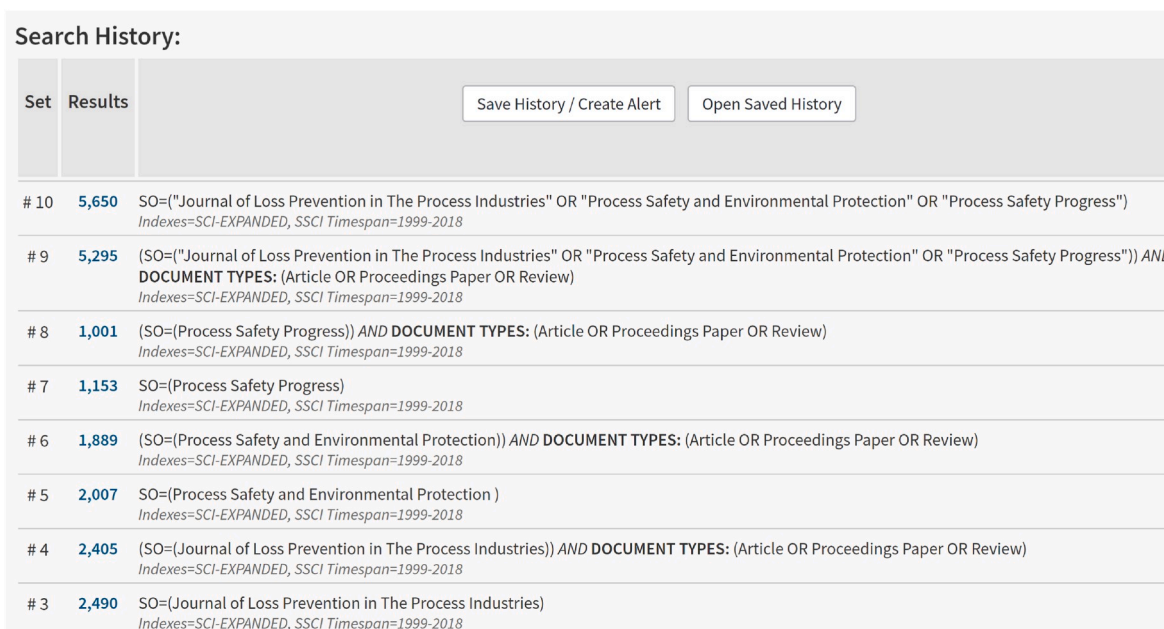 Search History:
Set Results Save History / Create Alert Open Saved History
# 10 5,650 SO=("Journal of Loss Prevention in The Process Industries" OR "Process Safety and Environmental Protection" OR "Process Safety Progress")
Indexes=SCI-EXPANDED, SSCI Timespan=1999-2018
# 9 5,295 (SO=("Journal of Loss Prevention in The Process Industries" OR "Process Safety and Environmental Protection" OR "Process Safety Progress")) AND
DOCUMENT TYPES: (Article OR Proceedings Paper OR Review)
Indexes=SCI-EXPANDED, SSCI Timespan=1999-2018
# 8 1,001 (SO=(Process Safety Progress)) AND DOCUMENT TYPES: (Article OR Proceedings Paper OR Review)
Indexes=SCI-EXPANDED, SSCI Timespan=1999-2018
# 7 1,153 SO=(Process Safety Progress)
Indexes=SCI-EXPANDED, SSCI Timespan=1999-2018
# 6 1,889 (SO=(Process Safety and Environmental Protection)) AND DOCUMENT TYPES: (Article OR Proceedings Paper OR Review)
Indexes=SCI-EXPANDED, SSCI Timespan=1999-2018
# 5 2,007 SO=(Process Safety and Environmental Protection )
Indexes=SCI-EXPANDED, SSCI Timespan=1999-2018
# 4 2,405 (SO=(Journal of Loss Prevention in The Process Industries)) AND DOCUMENT TYPES: (Article OR Proceedings Paper OR Review)
Indexes=SCI-EXPANDED, SSCI Timespan=1999-2018
# 3 2,490 SO=(Journal of Loss Prevention in The Process Industries)
Indexes=SCI-EXPANDED, SSCI Timespan=1999-2018